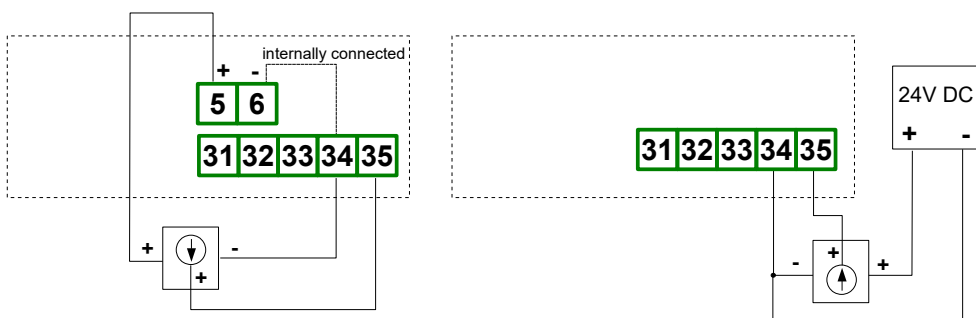 internally connected
+ -
5 6
31 32 33 34 35
+ -
+
31 32 33 34 35
24V DC
+ -
- + +